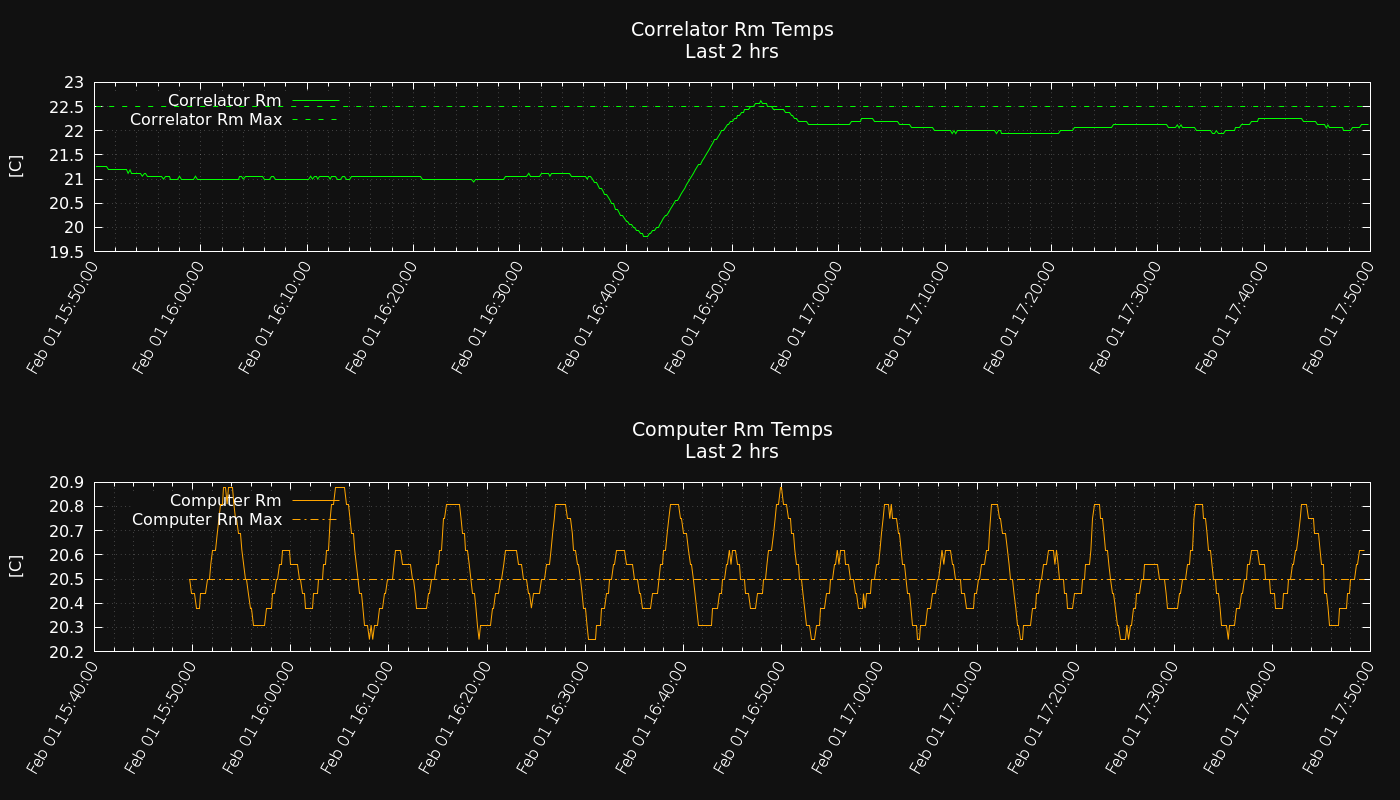 Correlator Rm Temps
Last 2 hrs
23
22.5
22
21.5
21
20.5
20
19.5
[C]
Correlator Rm
Correlator Rm Max
Feb 01 15:50:00
Feb 01 16:00:00
Feb 01 16:10:00
Feb 01 16:20:00
Feb 01 16:30:00
Feb 01 16:40:00
Feb 01 16:50:00
Feb 01 17:00:00
Feb 01 17:10:00
Feb 01 17:20:00
Feb 01 17:30:00
Feb 01 17:40:00
Feb 01 17:50:00
Computer Rm Temps
Last 2 hrs
20.9
20.8
20.7
20.6
20.5
20.4
20.3
20.2
[C]
Computer Rm
Computer Rm Max
Feb 01 15:40:00
Feb 01 15:50:00
Feb 01 16:00:00
Feb 01 16:10:00
Feb 01 16:20:00
Feb 01 16:30:00
Feb 01 16:40:00
Feb 01 16:50:00
Feb 01 17:00:00
Feb 01 17:10:00
Feb 01 17:20:00
Feb 01 17:30:00
Feb 01 17:40:00
Feb 01 17:50:00